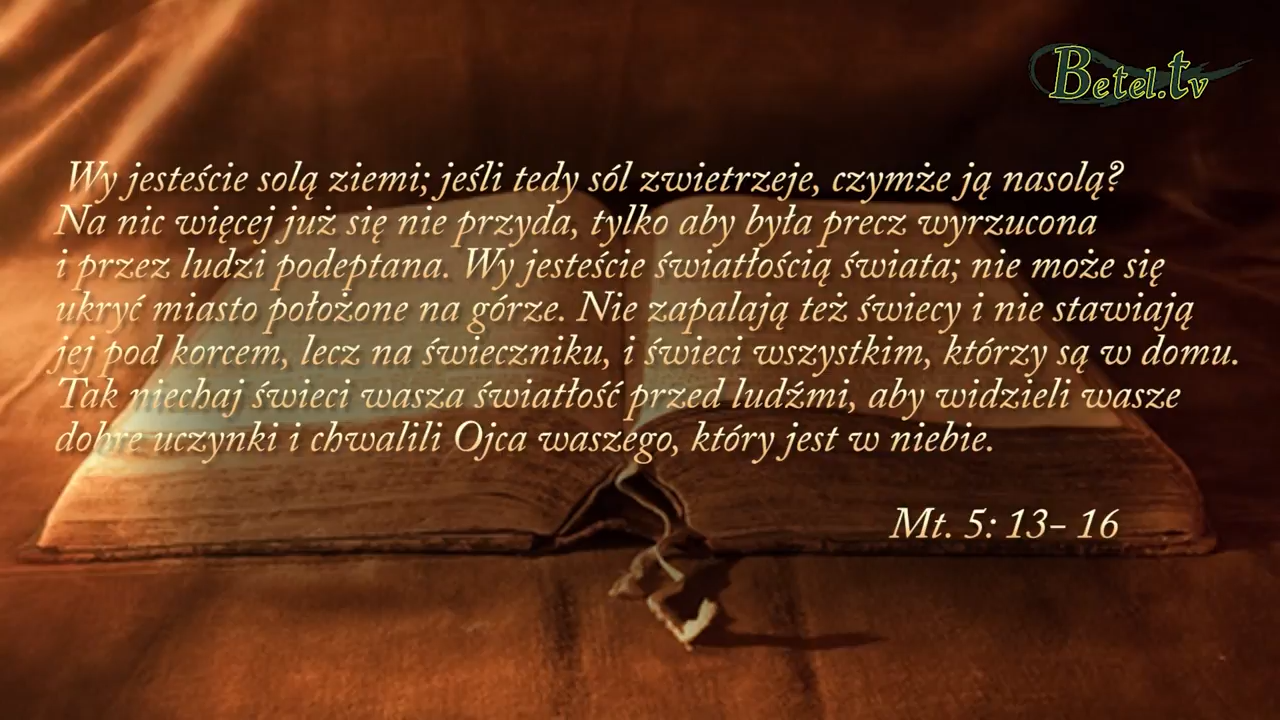 Betel.tv
Wy jesteście solą ziemi; jeśli tedy sól zwietrzeje, czymże ją nasolą?
Na nic więcej już się nie przyda, tylko aby była precz wyrzucona
i przez ludzi podeptana. Wy jesteście światłością świata; nie może się
ukryć miasto położone na górze. Nie zapalają też świecy i nie stawiają
jej pod korcem, lecz na świeczniku, i świeci wszystkim, którzy są w domu.
Tak niechaj świeci wasza światłość przed ludźmi, aby widzieli wasze
dobre uczynki i chwalili Ojca waszego, który jest w niebie.
Mt. 5: 13- 16